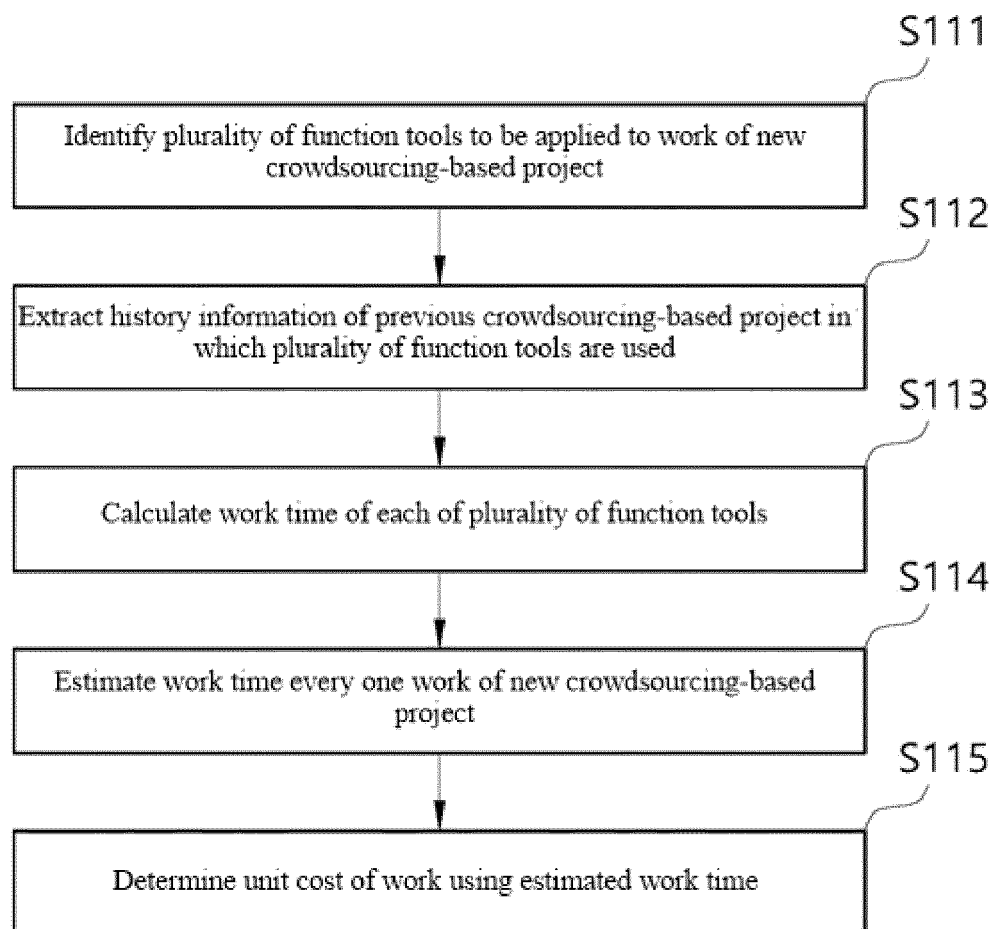 S111
Identify plurality of function tools to be applied to work of new
crowdsourcing-based project
S112
Extract history information of previous crowdsourcing-based project in
which plurality of function tools are used
S113
Calculate work time of each of plurality of function tools
S114
Estimate work time every one work of new crowdsourcing-based
project
S115
Determine unit cost of work using estimated work time